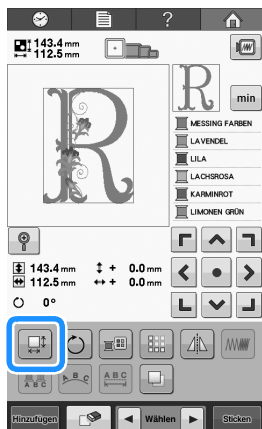 ?
143.4 mm
112.5 mm
R
R
min
MESSING FARBEN
LAVENDEL
LILA
LACHSROSA
KARMINROT
LIMONEN GRÜN
143.4 mm + 0.0 mm
112.5 mm + 0.0 mm
0°
A B C
A B C
A B C
Hinzufügen Wählen Sticken